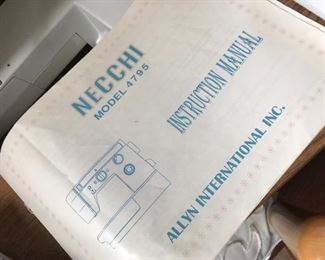 NECCHI
MODEL 4795
INSTRUCTION MANUAL
ALLYN INTERNATIONAL INC.